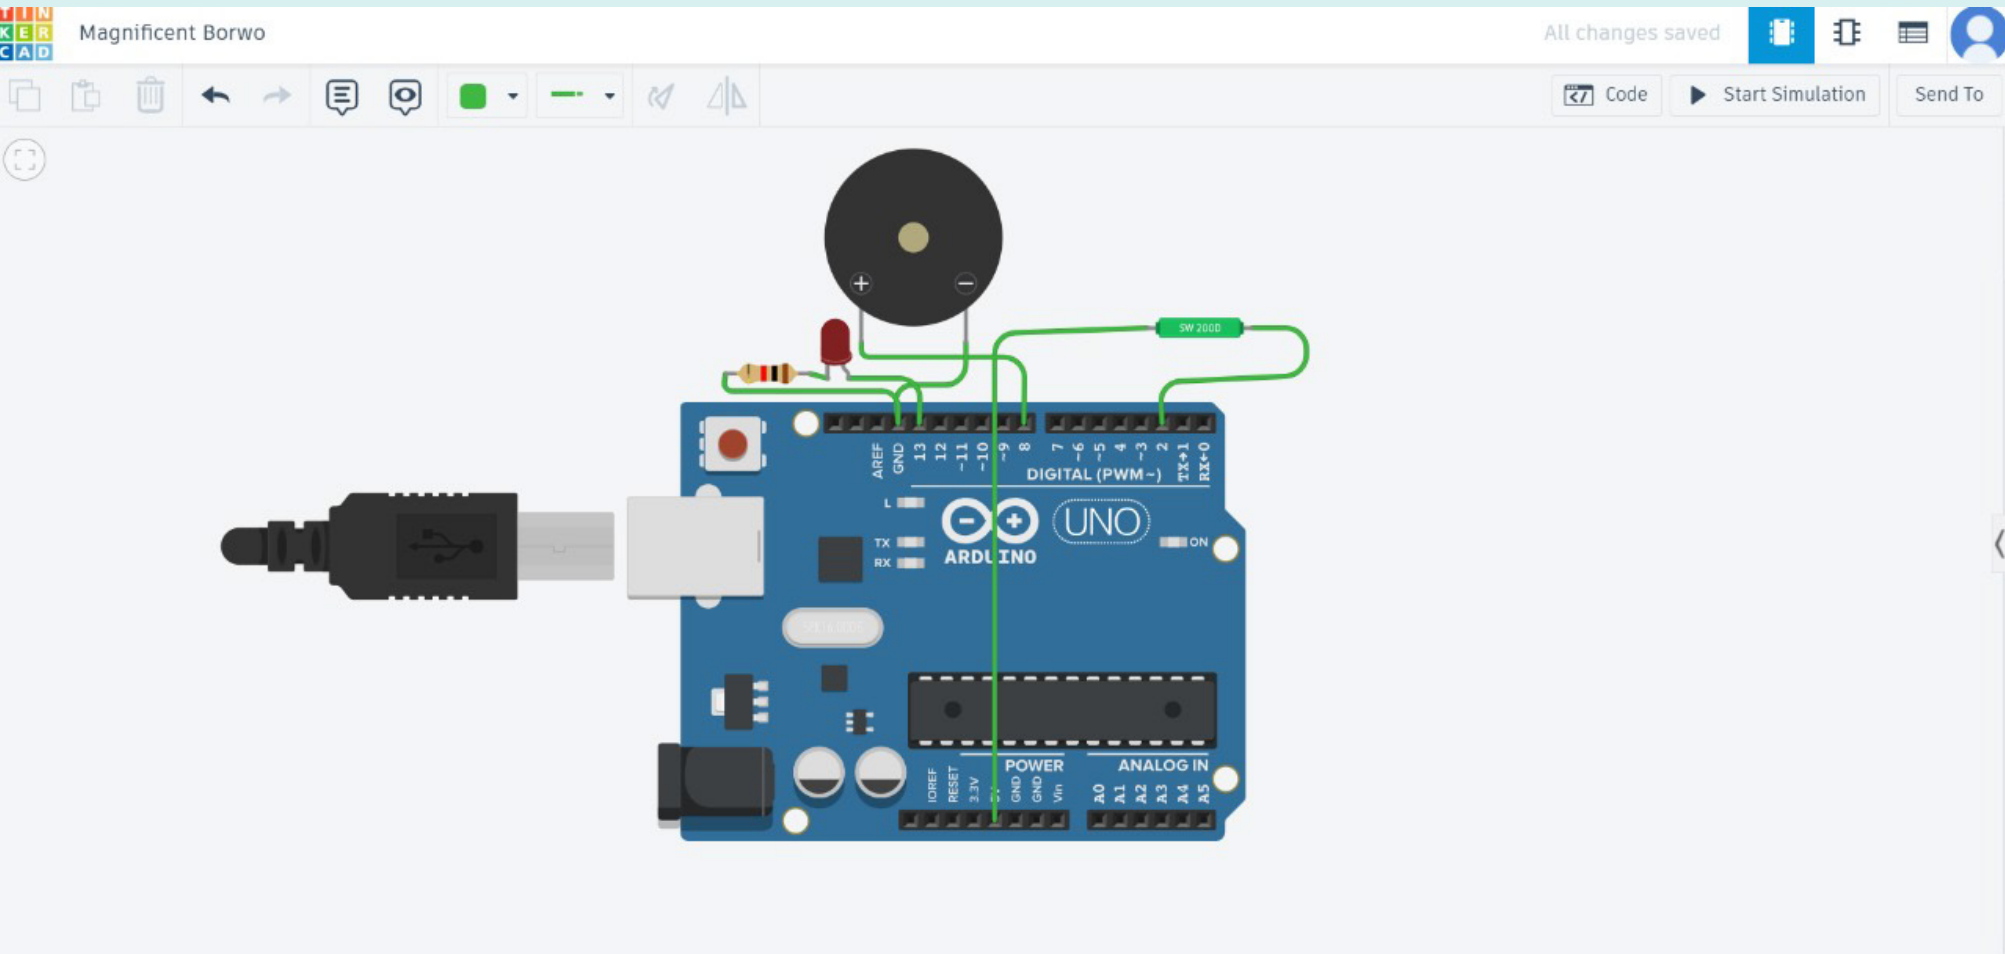 TIN
KER
CAD
Magnificent Borwo
All changes saved
Code
Start Simulation
Send To
+ −
SW 200D
AREF
GND
13
12
~11
~10
~9
8
7
~6
~5
4
~3
2
TX→1
RX←0
DIGITAL (PWM~)
L
TX
RX
ARDUINO
UNO
ON
POWER
ANALOG IN
IOREF
RESET
3.3V
GND
GND
Vin
A0
A1
A2
A3
A4
A5